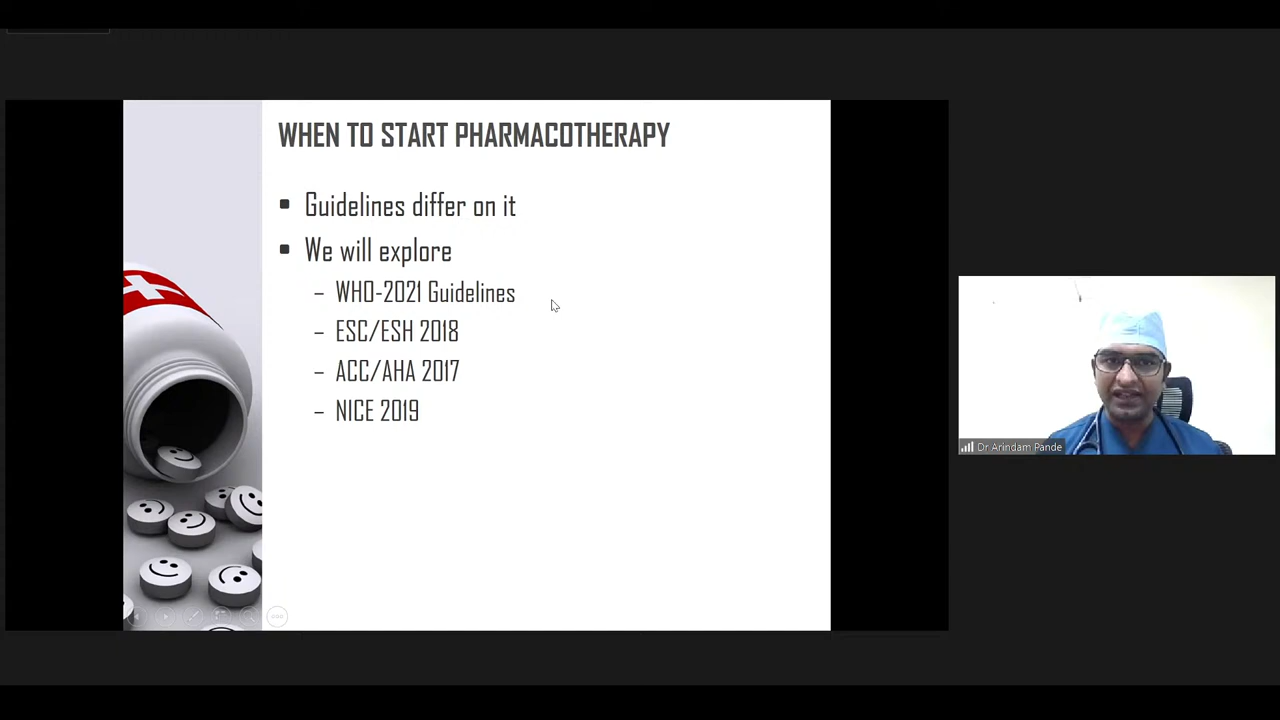 WHEN TO START PHARMACOTHERAPY
▪ Guidelines differ on it
▪ We will explore
– WHO-2021 Guidelines
– ESC/ESH 2018
– ACC/AHA 2017
– NICE 2019
Dr Arindam Pande